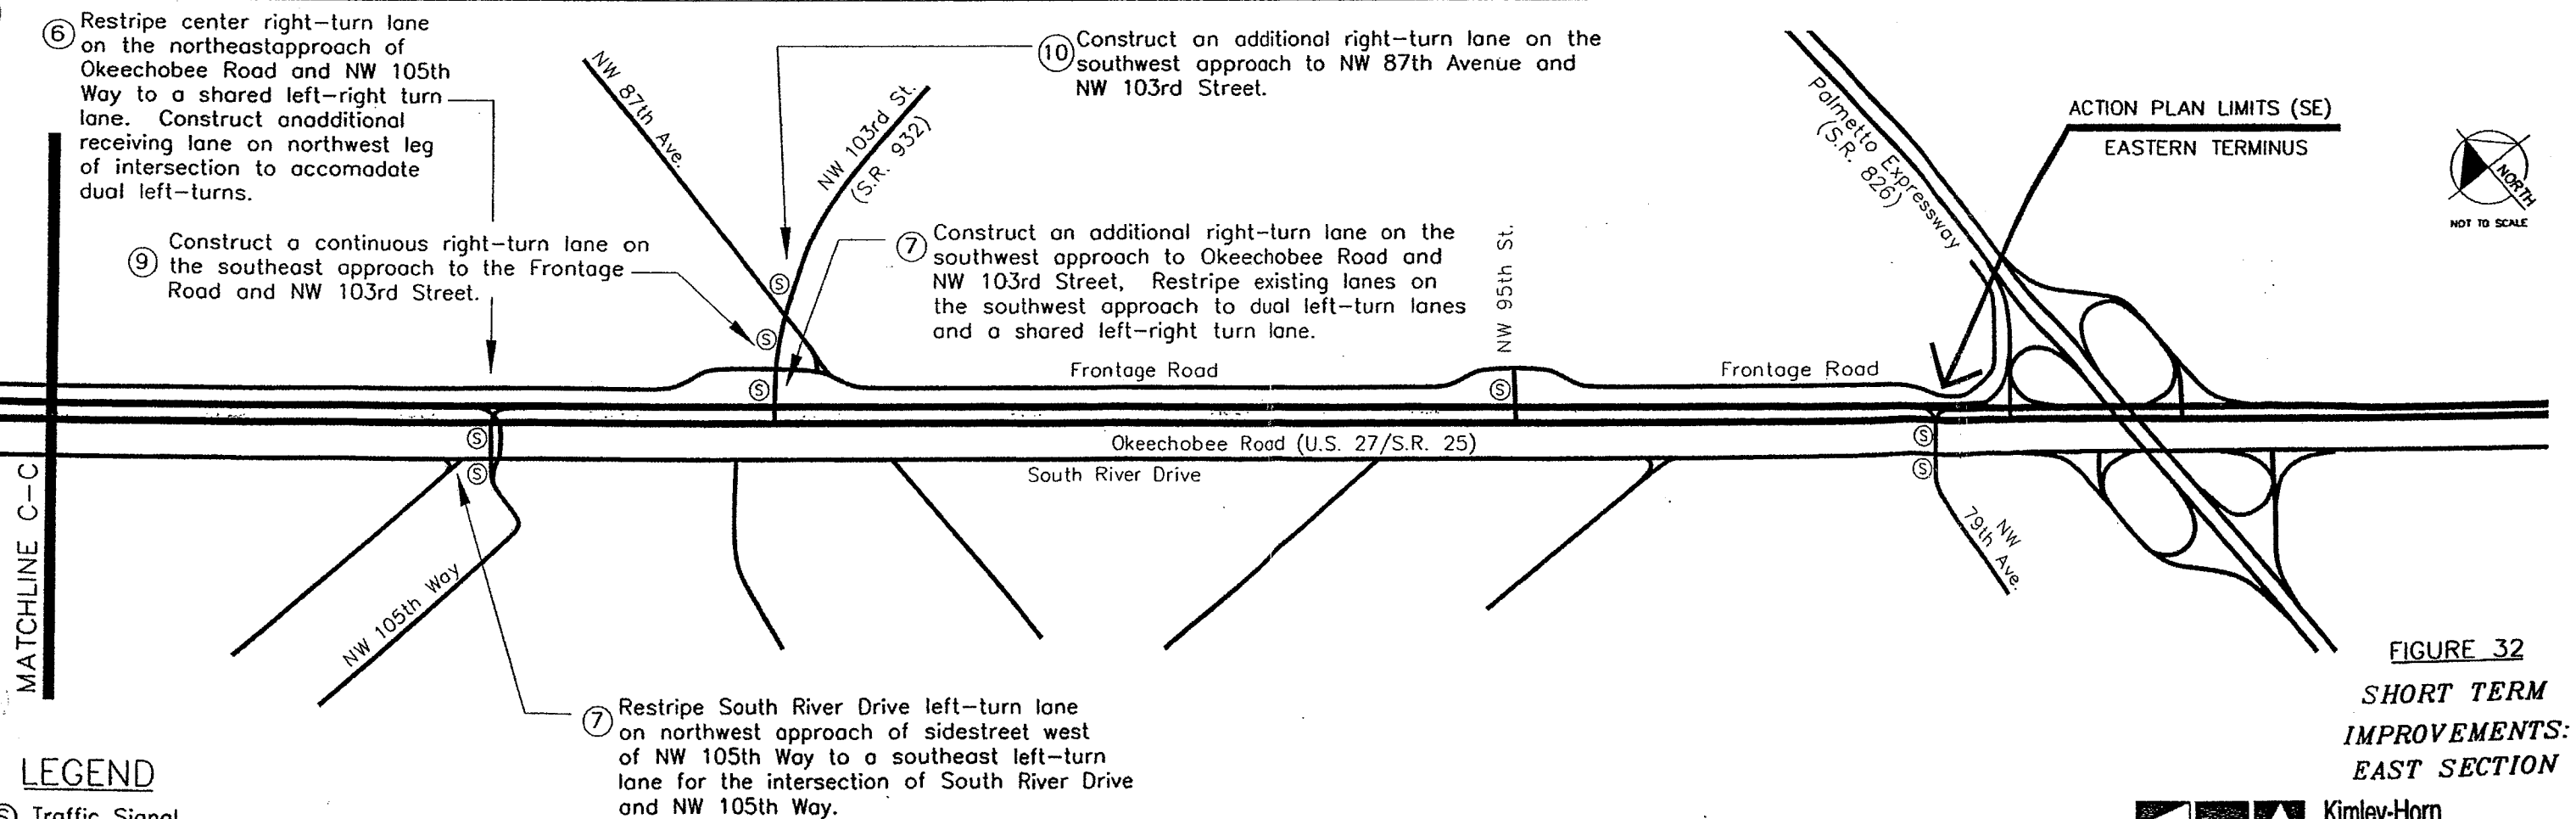 ⑥ Restripe center right-turn lane
on the northeastapproach of
Okeechobee Road and NW 105th
Way to a shared left-right turn
lane. Construct anadditional
receiving lane on northwest leg
of intersection to accomadate
dual left-turns.
⑩ Construct an additional right-turn lane on the
southwest approach to NW 87th Avenue and
NW 103rd Street.
NW 87th Ave.
NW 103rd St.
(S.R. 932)
Palmetto Expressway
(S.R. 826)
ACTION PLAN LIMITS (SE)
EASTERN TERMINUS
NORTH
NOT TO SCALE
⑨ Construct a continuous right-turn lane on
the southeast approach to the Frontage
Road and NW 103rd Street.
⑦ Construct an additional right-turn lane on the
southwest approach to Okeechobee Road and
NW 103rd Street, Restripe existing lanes on
the southwest approach to dual left-turn lanes
and a shared left-right turn lane.
NW 95th St.
Ⓢ
Ⓢ
Ⓢ
Ⓢ
Frontage Road
Frontage Road
Ⓢ
Ⓢ
Ⓢ
Ⓢ
Okeechobee Road (U.S. 27/S.R. 25)
South River Drive
MATCHLINE C-C
NW 105th Way
NW
79th Ave.
⑦ Restripe South River Drive left-turn lane
on northwest approach of sidestreet west
of NW 105th Way to a southeast left-turn
lane for the intersection of South River Drive
and NW 105th Way.
FIGURE 32
SHORT TERM
IMPROVEMENTS:
EAST SECTION
LEGEND
Ⓢ Traffic Signal
Kimley-Horn